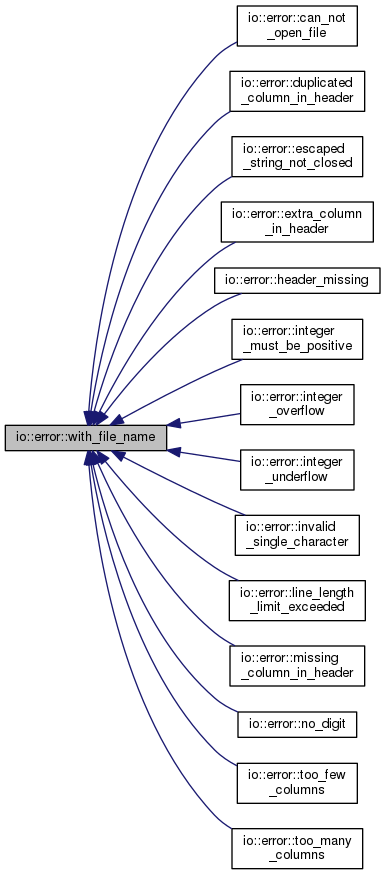 io::error::can_not
_open_file
io::error::duplicated
_column_in_header
io::error::escaped
_string_not_closed
io::error::extra_column
_in_header
io::error::header_missing
io::error::integer
_must_be_positive
io::error::integer
_overflow
io::error::with_file_name
io::error::integer
_underflow
io::error::invalid
_single_character
io::error::line_length
_limit_exceeded
io::error::missing
_column_in_header
io::error::no_digit
io::error::too_few
_columns
io::error::too_many
_columns